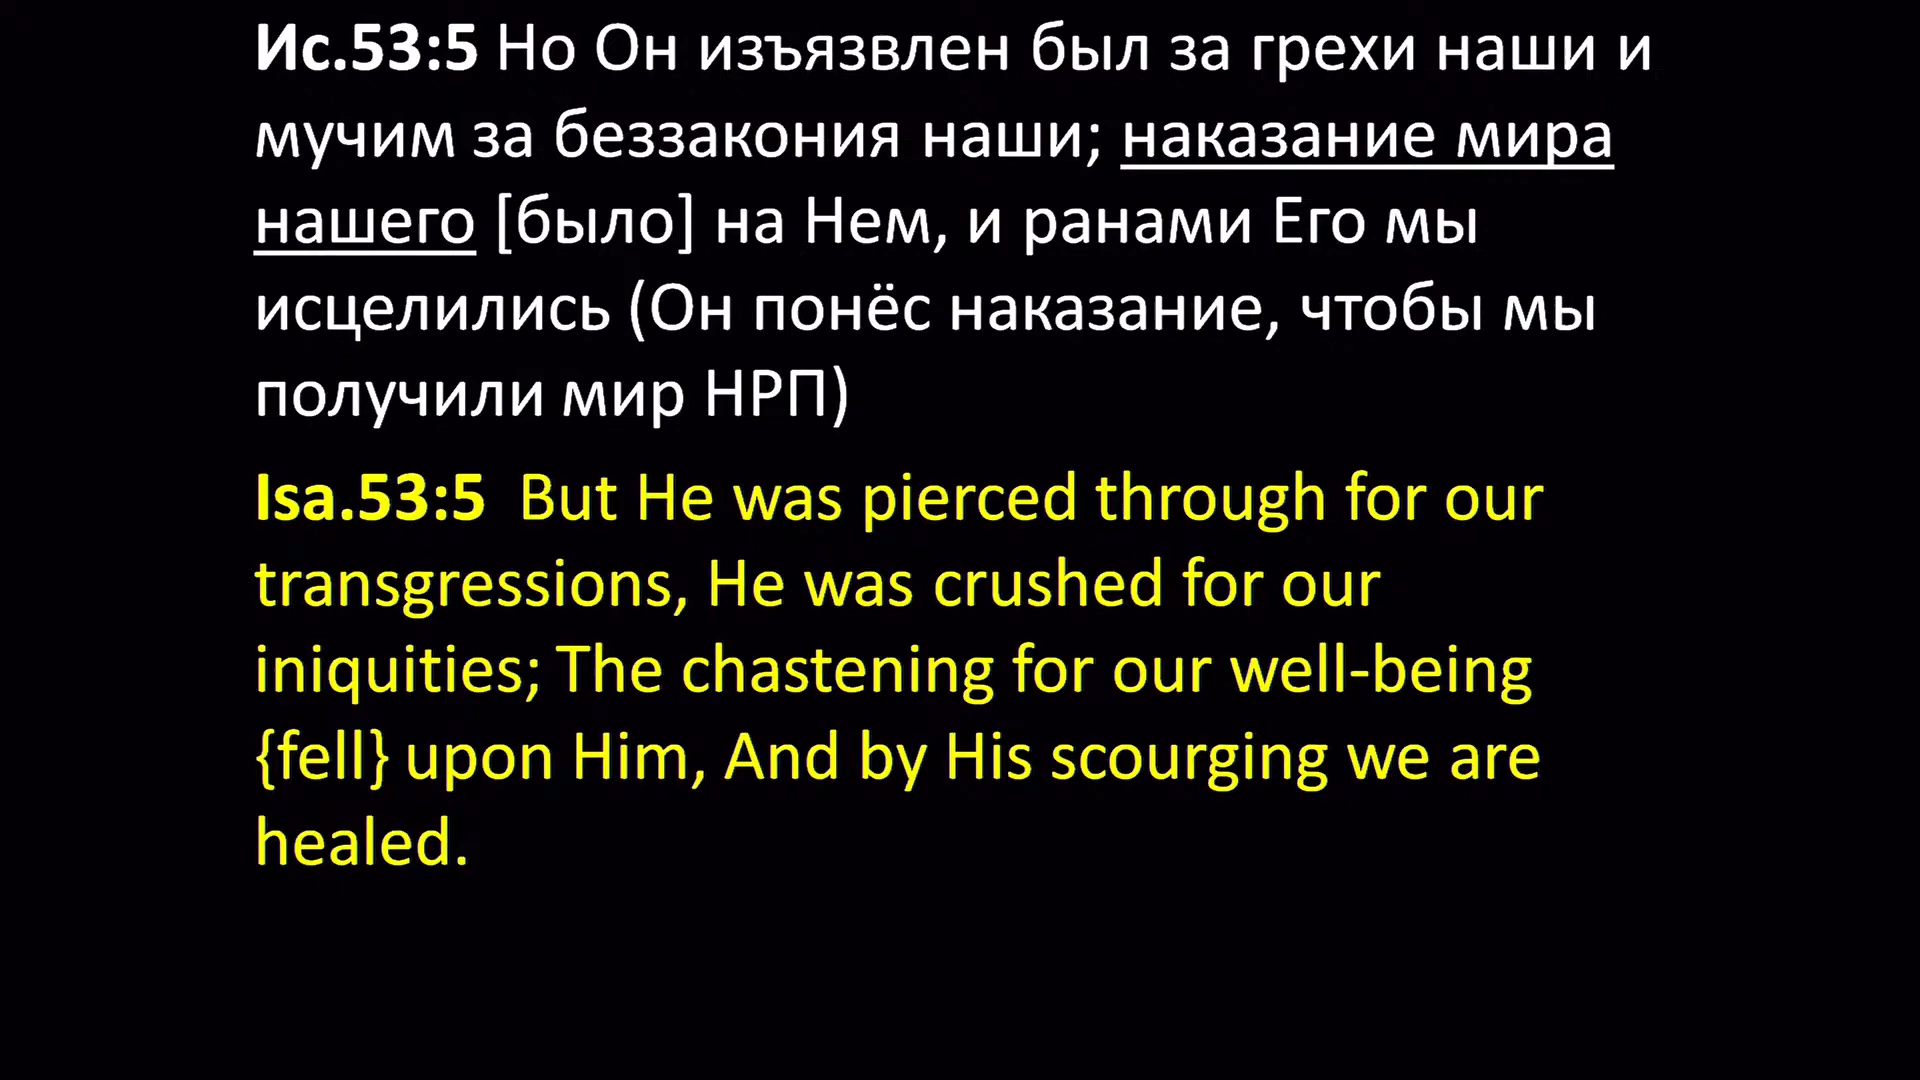 Ис.53:5 Но Он изъязвлен был за грехи наши и
мучим за беззакония наши; наказание мира
нашего [было] на Нем, и ранами Его мы
исцелились (Он понёс наказание, чтобы мы
получили мир НРП)
Isa.53:5  But He was pierced through for our
transgressions, He was crushed for our
iniquities; The chastening for our well-being
{fell} upon Him, And by His scourging we are
healed.